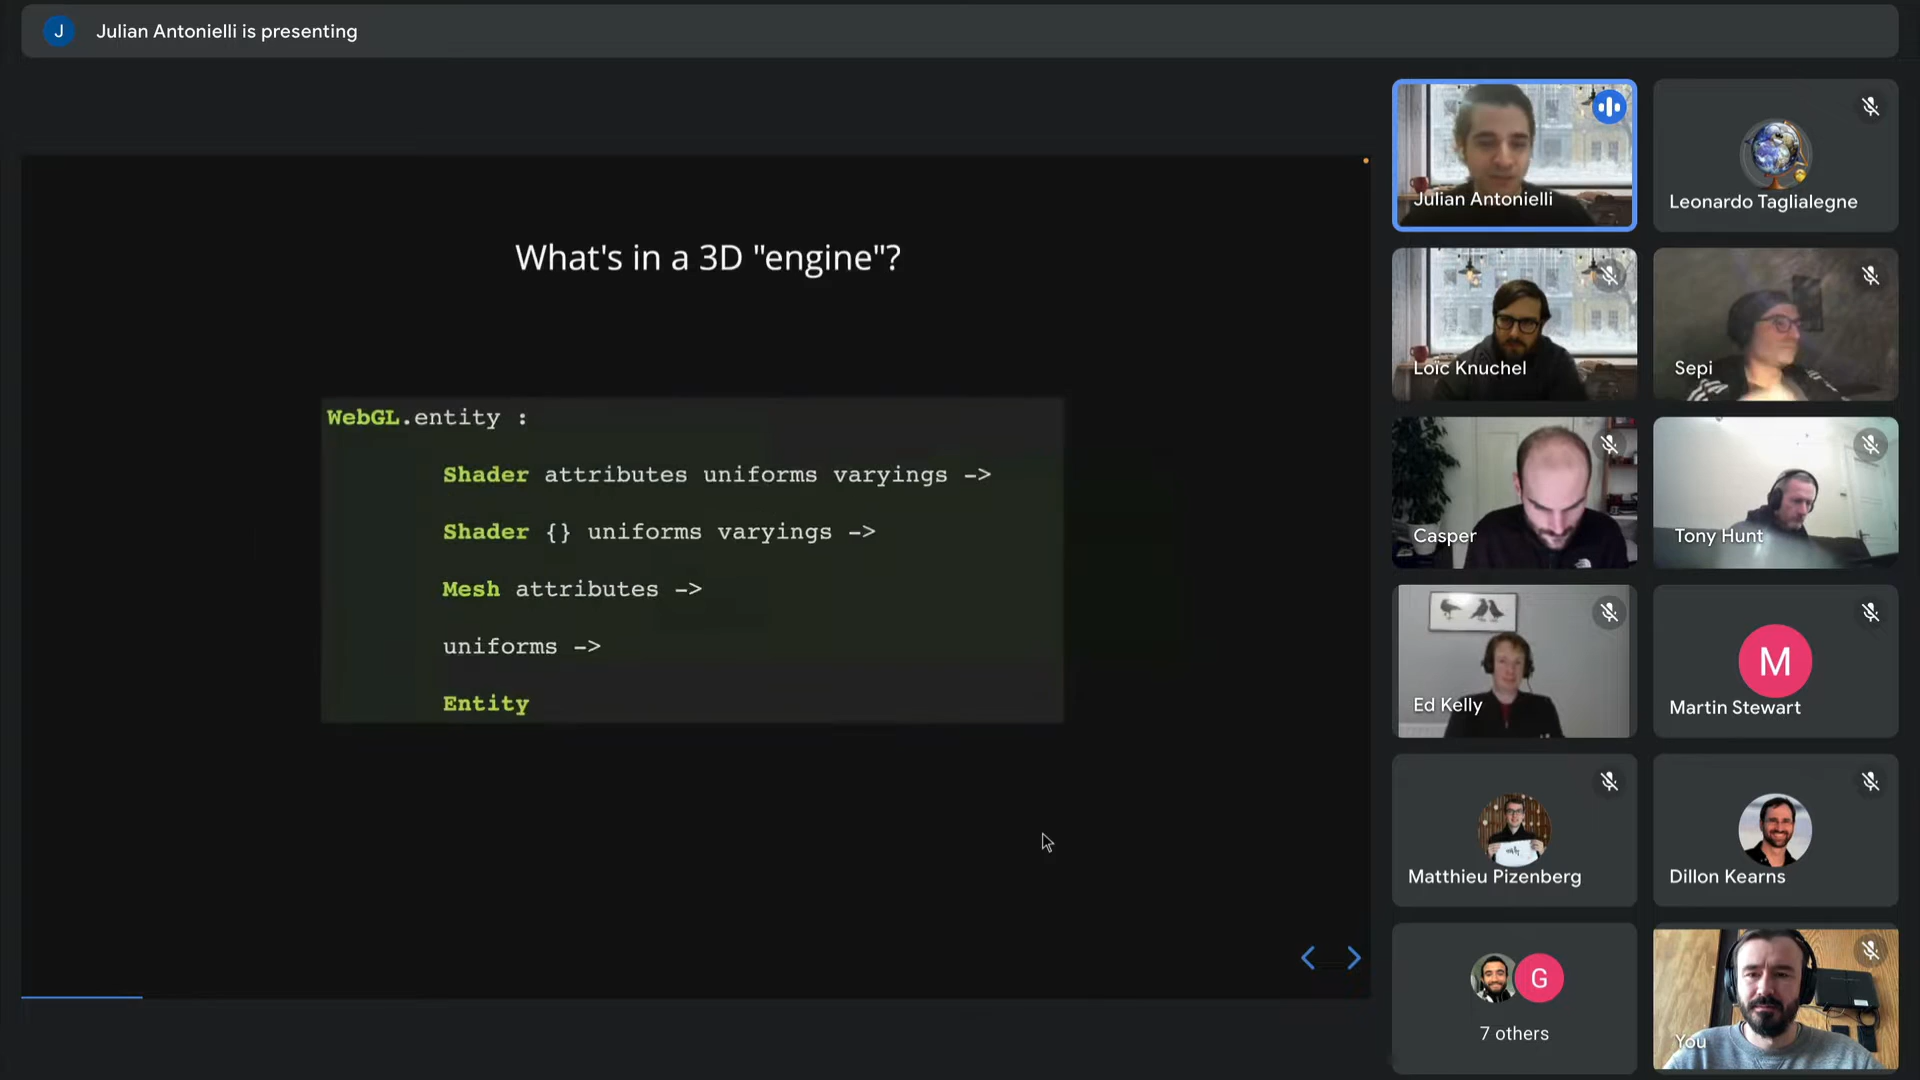 J
Julian Antonielli is presenting
What's in a 3D "engine"?
WebGL.entity :
Shader attributes uniforms varyings ->
Shader {} uniforms varyings ->
Mesh attributes ->
uniforms ->
Entity
Julian Antonielli
Leonardo Taglialegne
Loïc Knuchel
Sepi
Casper
Tony Hunt
Ed Kelly
M
Martin Stewart
Matthieu Pizenberg
Dillon Kearns
G
7 others
You